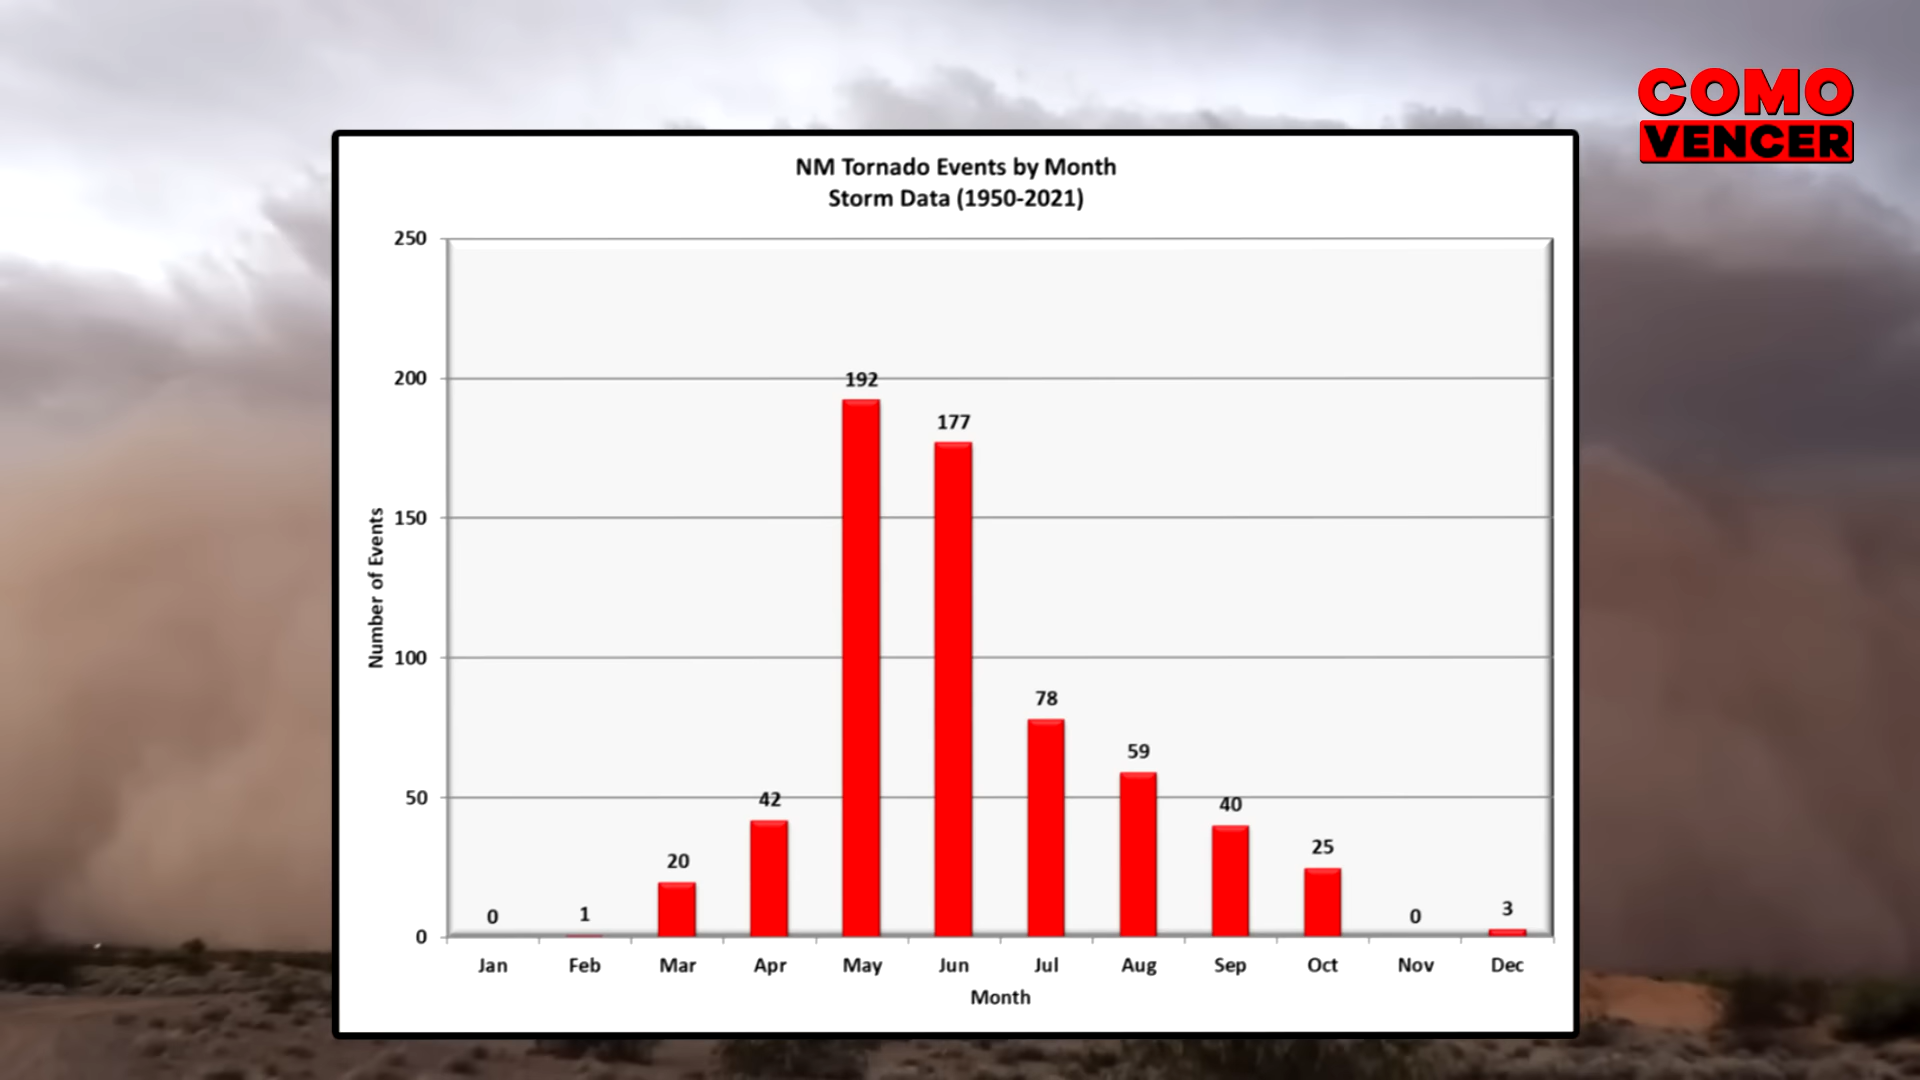 COMO
VENCER
NM Tornado Events by Month
Storm Data (1950-2021)
250
200
150
100
50
0
Number of Events
192
177
78
59
42
40
20
25
0
1
0
3
Jan Feb Mar Apr May Jun Jul Aug Sep Oct Nov Dec
Month